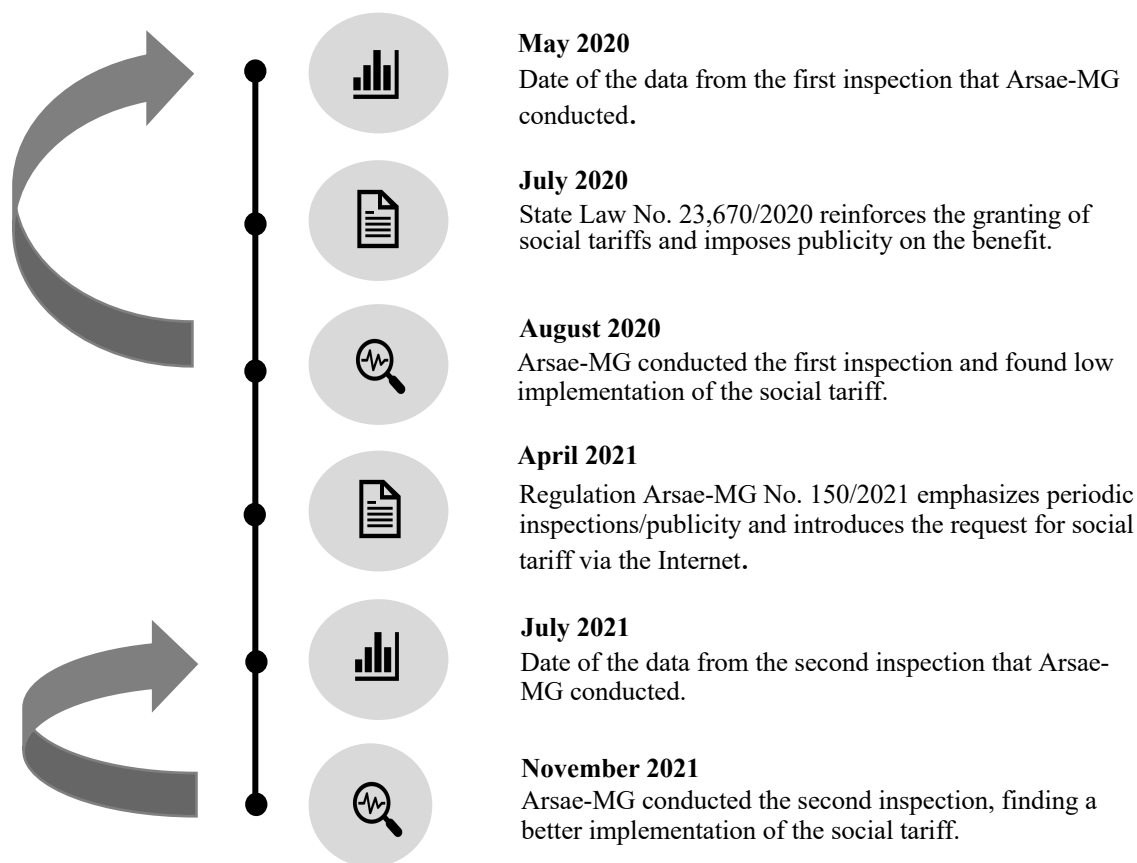 May 2020
Date of the data from the first inspection that Arsae-MG
conducted.
July 2020
State Law No. 23,670/2020 reinforces the granting of
social tariffs and imposes publicity on the benefit.
August 2020
Arsae-MG conducted the first inspection and found low
implementation of the social tariff.
April 2021
Regulation Arsae-MG No. 150/2021 emphasizes periodic
inspections/publicity and introduces the request for social
tariff via the Internet.
July 2021
Date of the data from the second inspection that Arsae-
MG conducted.
November 2021
Arsae-MG conducted the second inspection, finding a
better implementation of the social tariff.